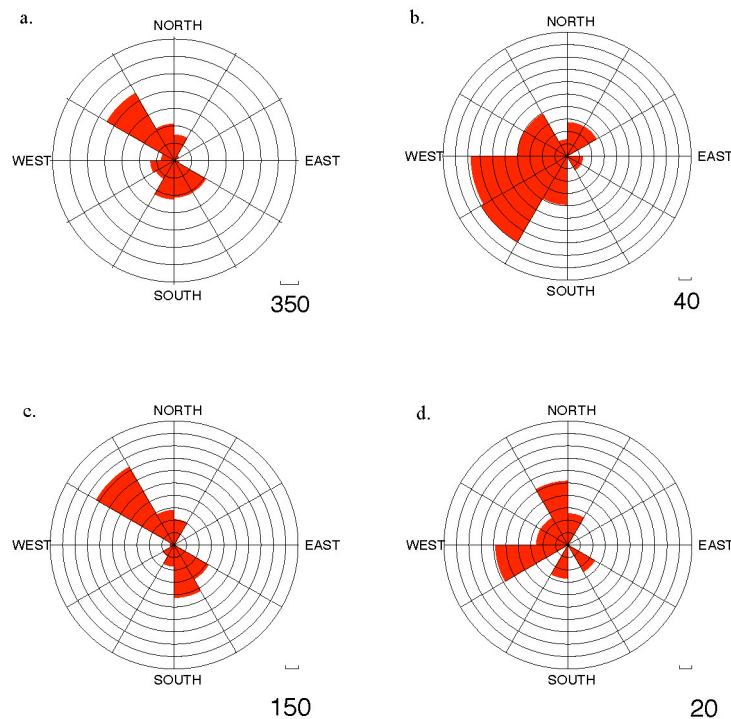 a.
NORTH
WEST
EAST
SOUTH
350
b.
NORTH
WEST
EAST
SOUTH
40
c.
NORTH
WEST
EAST
SOUTH
150
d.
NORTH
WEST
EAST
SOUTH
20